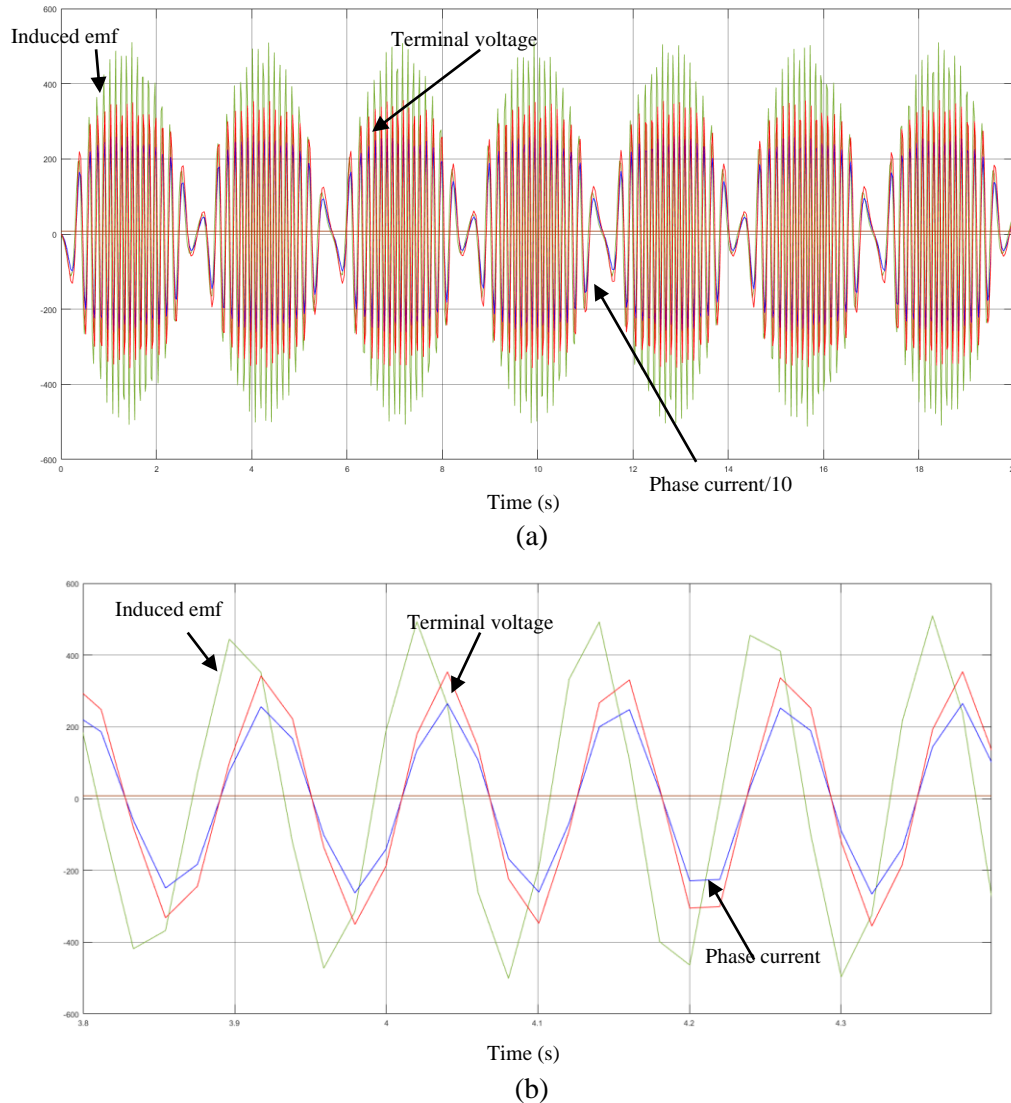 600
Induced emf
Terminal voltage
400
200
0
-200
-400
-600
0 2 4 6 8 10 12 14 16 18 2
Phase current/10
Time (s)
(a)
600
Induced emf
Terminal voltage
400
200
0
-200
-400
Phase current
-600
3.8 3.9 4 4.1 4.2 4.3
Time (s)
(b)